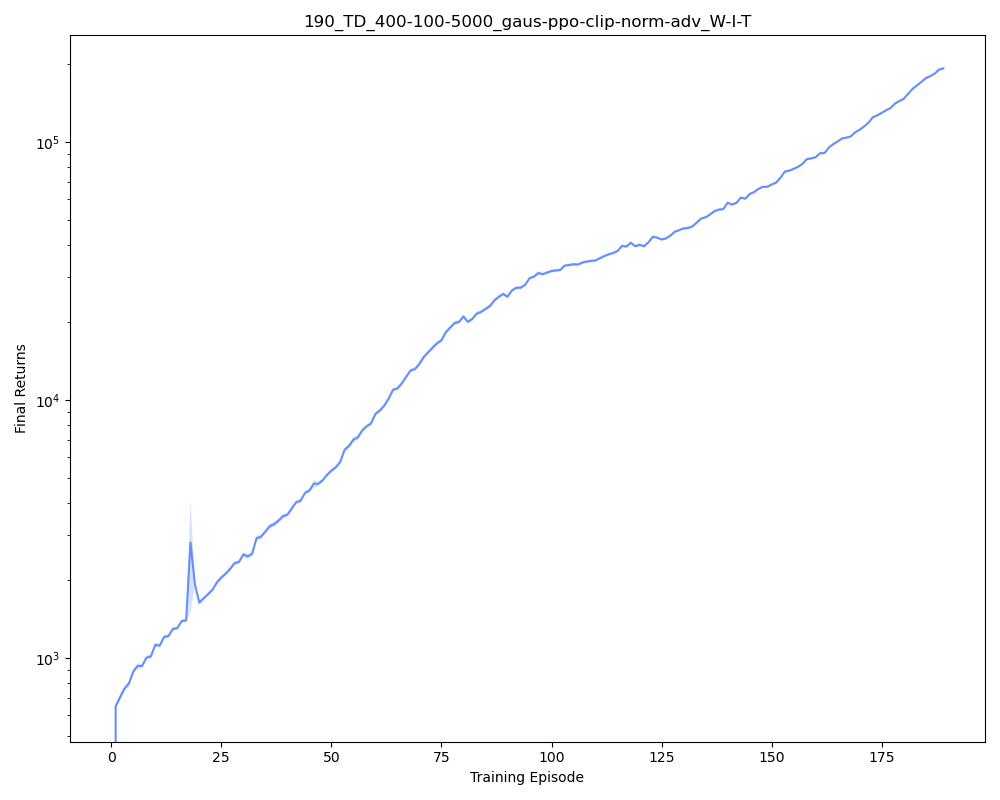 190_TD_400-100-5000_gaus-ppo-clip-norm-adv_W-I-T
Final Returns
10^5
10^4
10^3
0 25 50 75 100 125 150 175
Training Episode